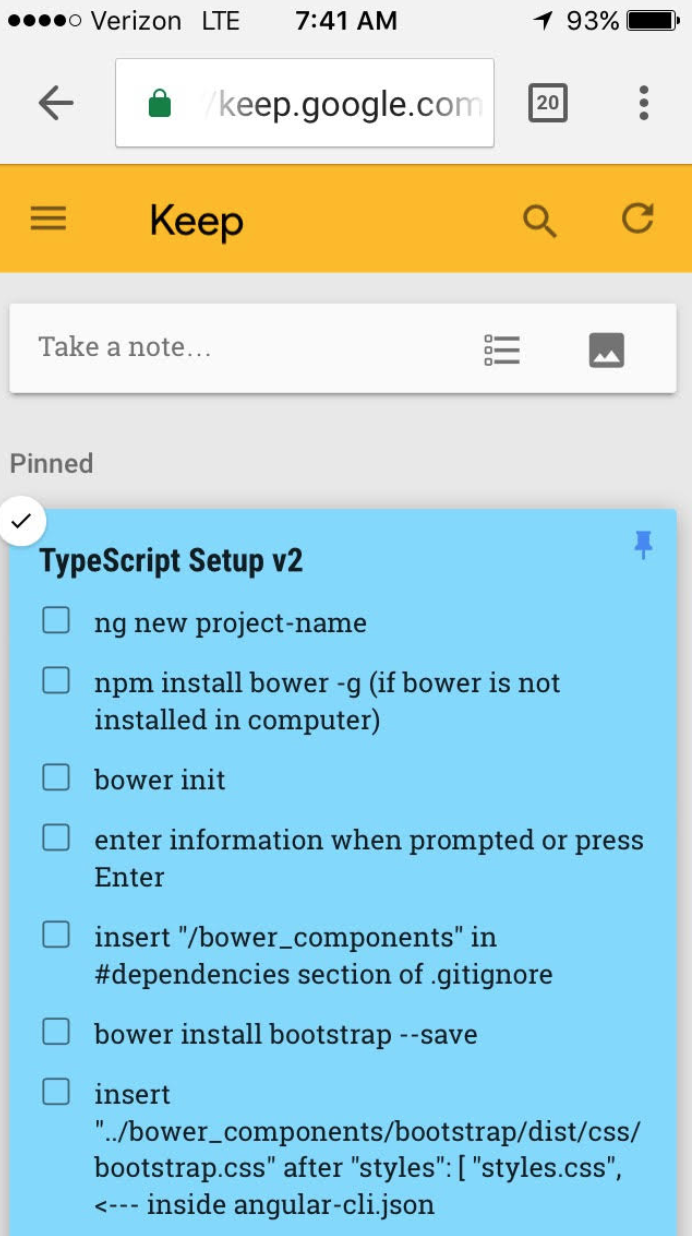 Verizon LTE 7:41 AM 93%
/keep.google.com 20
Keep
Take a note...
Pinned
TypeScript Setup v2
ng new project-name
npm install bower -g (if bower is not
installed in computer)
bower init
enter information when prompted or press
Enter
insert "/bower_components" in
#dependencies section of .gitignore
bower install bootstrap --save
insert
"../bower_components/bootstrap/dist/css/
bootstrap.css" after "styles": [ "styles.css",
<--- inside angular-cli.json